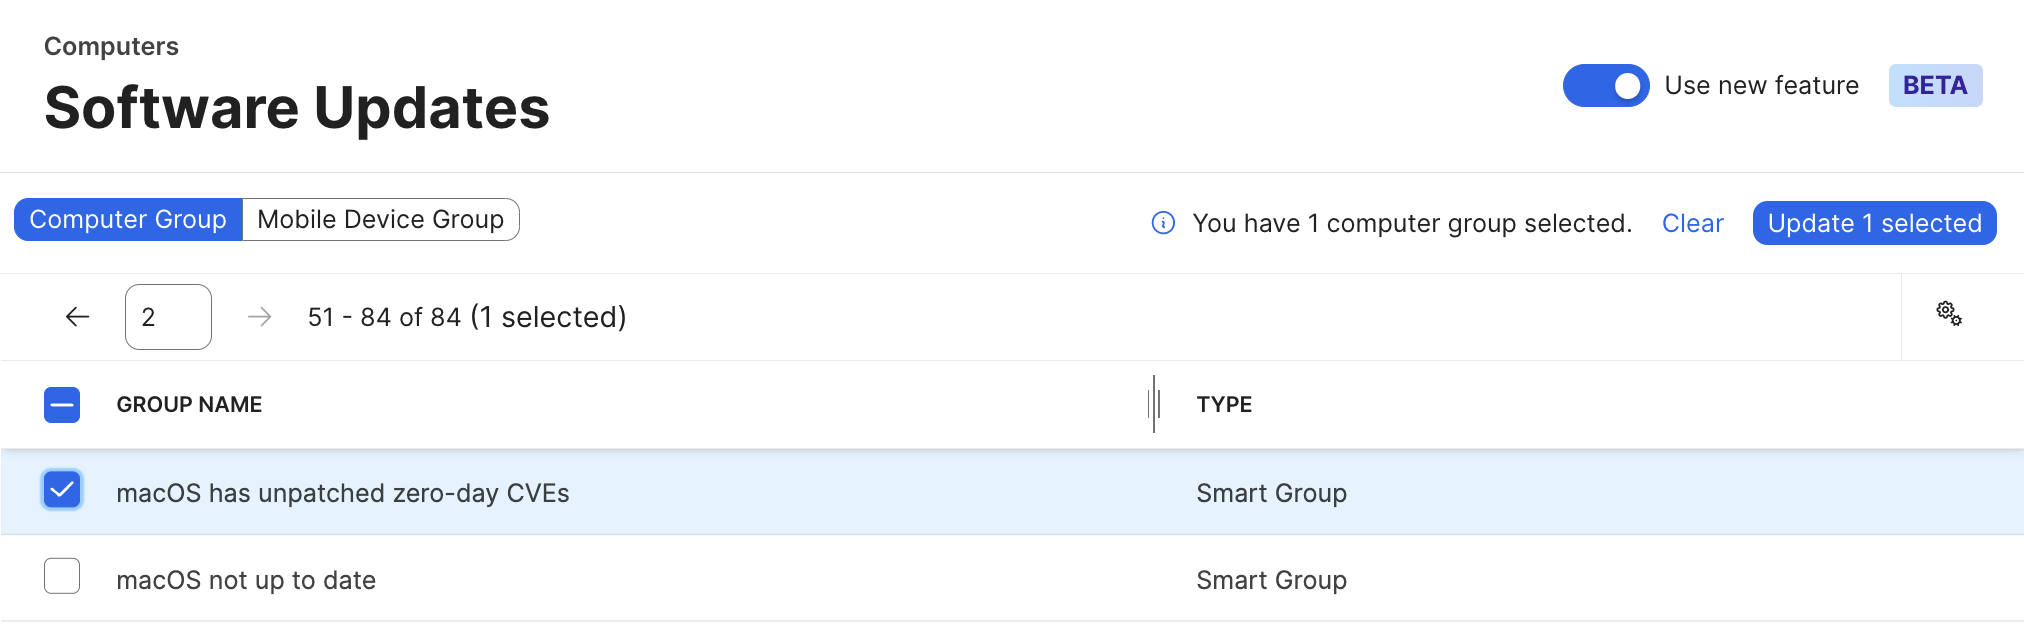 Computers
Software Updates
Use new feature
BETA
Computer Group
Mobile Device Group
You have 1 computer group selected.
Clear
Update 1 selected
2
51 - 84 of 84 (1 selected)
GROUP NAME
TYPE
macOS has unpatched zero-day CVEs
Smart Group
macOS not up to date
Smart Group